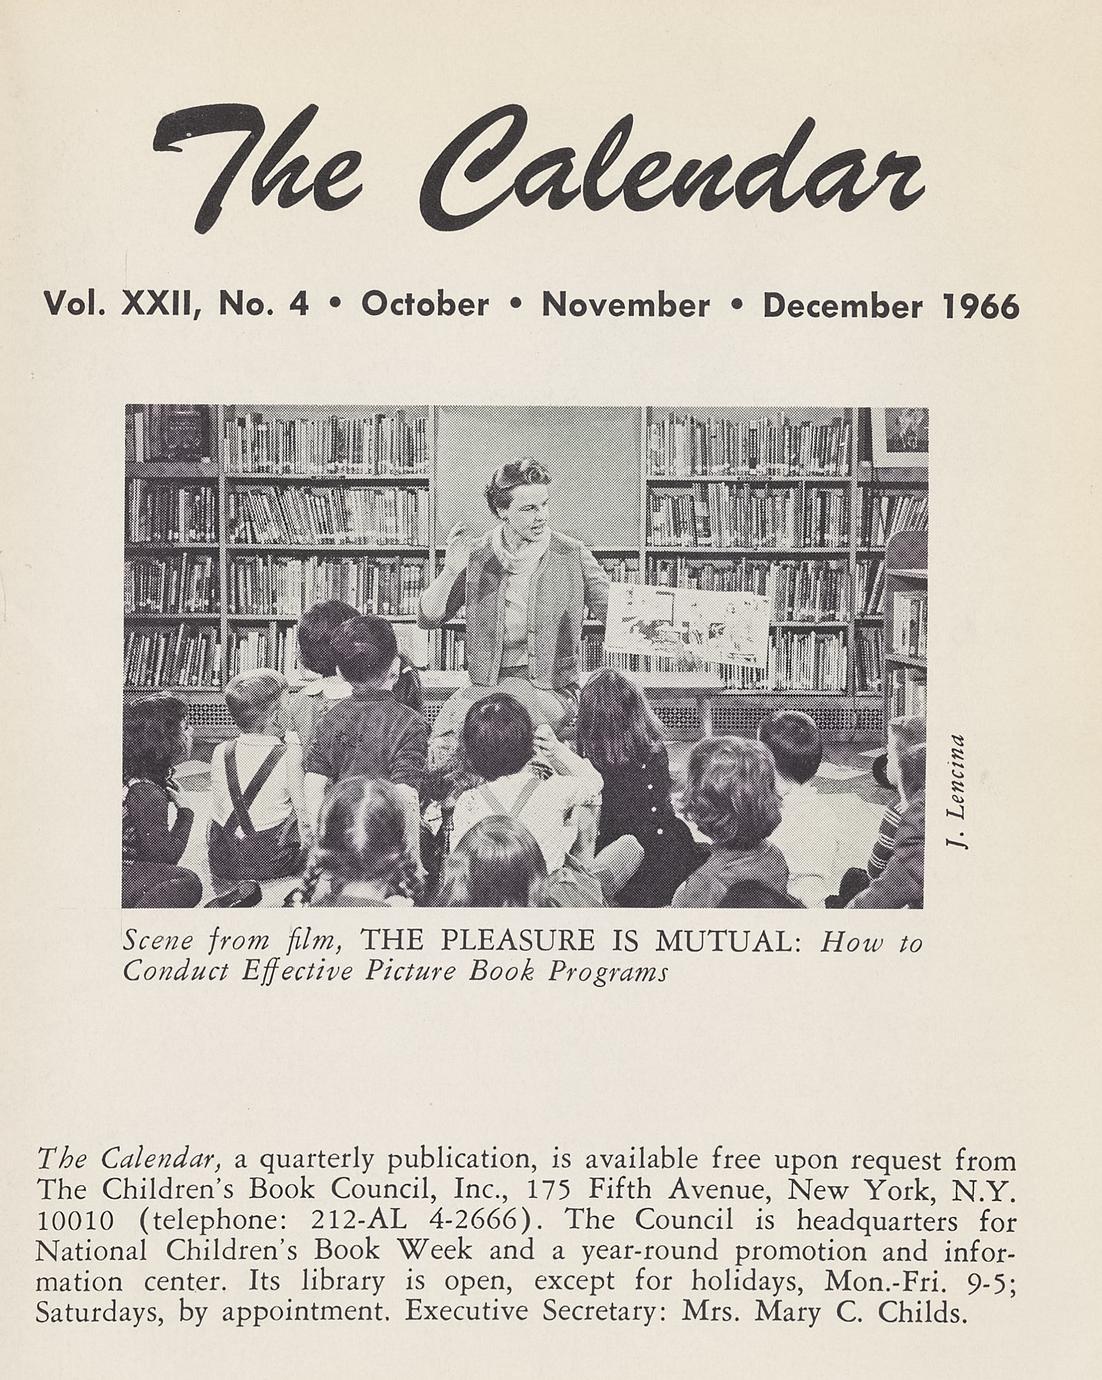 The Calendar
Vol. XXII, No. 4 • October • November • December 1966
J. Lencina
Scene from film, THE PLEASURE IS MUTUAL: How to
Conduct Effective Picture Book Programs
The Calendar, a quarterly publication, is available free upon request from
The Children's Book Council, Inc., 175 Fifth Avenue, New York, N.Y.
10010 (telephone: 212-AL 4-2666). The Council is headquarters for
National Children's Book Week and a year-round promotion and infor-
mation center. Its library is open, except for holidays, Mon.-Fri. 9-5;
Saturdays, by appointment. Executive Secretary: Mrs. Mary C. Childs.